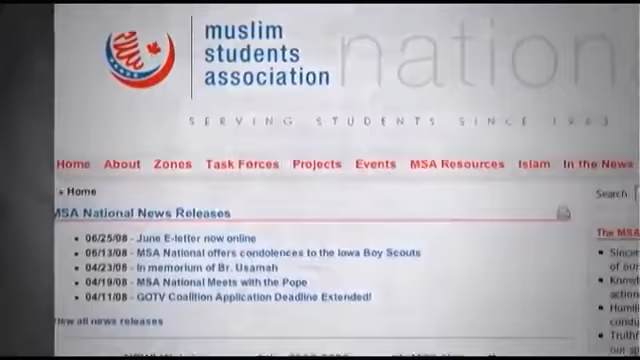 muslim
students
association
nation
SERVING STUDENTS SINCE 1963
Home About Zones Task Forces Projects Events MSA Resources Islam In the News
Home
Search
MSA National News Releases
06/25/08 - June E-letter now online
06/13/08 - MSA National offers condolences to the Iowa Boy Scouts
04/23/08 - In memorium of Br. Usamah
04/19/08 - MSA National Meets with the Pope
04/11/08 - GOTV Coalition Application Deadline Extended!
view all news releases
The MSA
of our
action